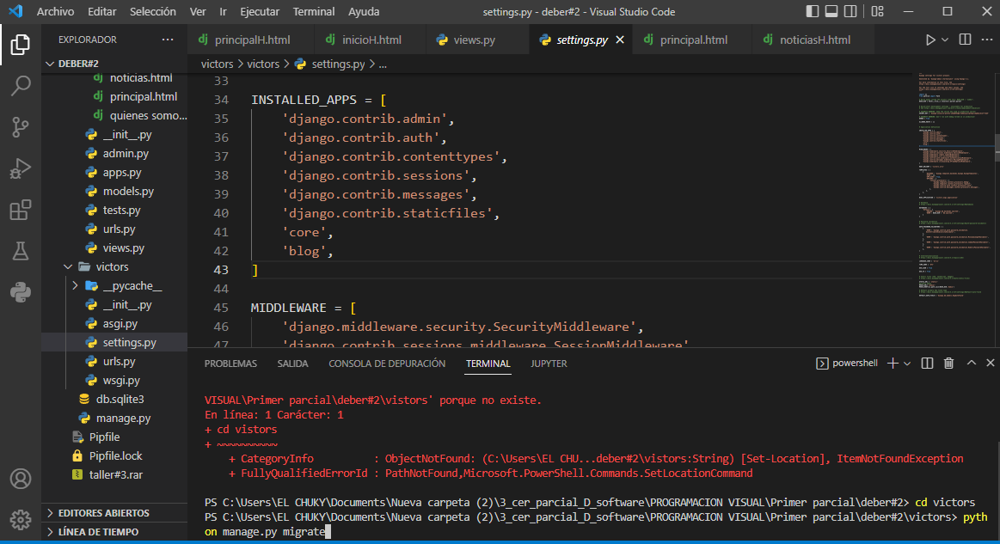 Archivo Editar Selección Ver Ir Ejecutar Terminal Ayuda
settings.py - deber#2 - Visual Studio Code
EXPLORADOR
principalH.html
inicioH.html
views.py
settings.py
principal.html
noticiasH.html
DEBER#2
victors > victors > settings.py > ...
noticias.html
principal.html
quienes somo...
__init__.py
admin.py
apps.py
models.py
tests.py
urls.py
views.py
victors
__pycache__
__init__.py
asgi.py
settings.py
urls.py
wsgi.py
db.sqlite3
manage.py
Pipfile
Pipfile.lock
taller#3.rar
EDITORES ABIERTOS
LÍNEA DE TIEMPO
33
34 INSTALLED_APPS = [
35 'django.contrib.admin',
36 'django.contrib.auth',
37 'django.contrib.contenttypes',
38 'django.contrib.sessions',
39 'django.contrib.messages',
40 'django.contrib.staticfiles',
41 'core',
42 'blog',
43 ]
44
45 MIDDLEWARE = [
46 'django.middleware.security.SecurityMiddleware',
47 'django.contrib.sessions.middleware.SessionMiddleware'
PROBLEMAS SALIDA CONSOLA DE DEPURACIÓN TERMINAL JUPYTER
powershell
VISUAL\Primer parcial\deber#2\vistors' porque no existe.
En línea: 1 Carácter: 1
+ cd vistors
+ ~~~~~~~~~~
+ CategoryInfo : ObjectNotFound: (C:\Users\EL CHU...deber#2\vistors:String) [Set-Location], ItemNotFoundException
+ FullyQualifiedErrorId : PathNotFound,Microsoft.PowerShell.Commands.SetLocationCommand
PS C:\Users\EL CHUKY\Documents\Nueva carpeta (2)\3_cer_parcial_D_software\PROGRAMACION VISUAL\Primer parcial\deber#2> cd victors
PS C:\Users\EL CHUKY\Documents\Nueva carpeta (2)\3_cer_parcial_D_software\PROGRAMACION VISUAL\Primer parcial\deber#2\victors> pyth
on manage.py migrate